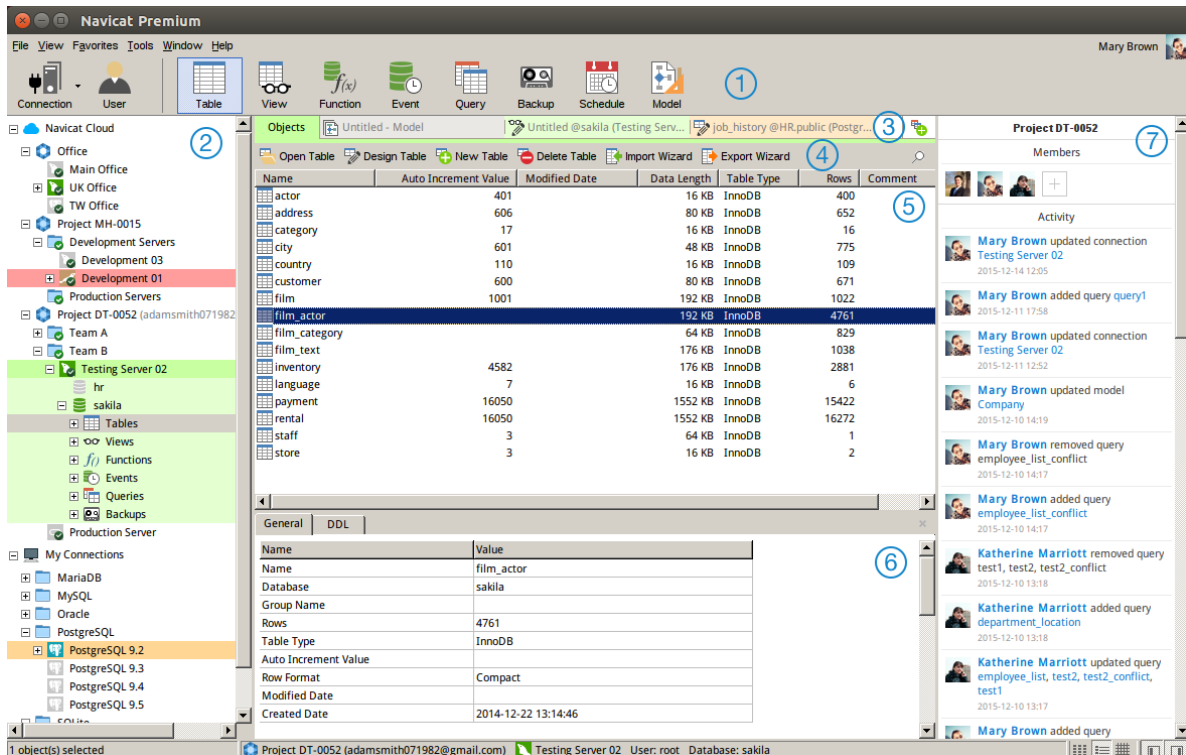 Navicat Premium
File View Favorites Tools Window Help
Mary Brown
Connection User Table View Function Event Query Backup Schedule Model
1
2
Navicat Cloud
Office
Main Office
UK Office
TW Office
Project MH-0015
Development Servers
Development 03
Development 01
Production Servers
Project DT-0052 (adamsmith071982
Team A
Team B
Testing Server 02
hr
sakila
Tables
Views
Functions
Events
Queries
Backups
Production Server
My Connections
MariaDB
MySQL
Oracle
PostgreSQL
PostgreSQL 9.2
PostgreSQL 9.3
PostgreSQL 9.4
PostgreSQL 9.5
SQLite
Objects Untitled - Model Untitled @sakila (Testing Serv... job_history @HR.public (Postgr... 3
Open Table Design Table New Table Delete Table Import Wizard Export Wizard 4
Name Auto Increment Value Modified Date Data Length Table Type Rows Comment
actor 401 16 KB InnoDB 400
address 606 80 KB InnoDB 652
category 17 16 KB InnoDB 16
city 601 48 KB InnoDB 775
country 110 16 KB InnoDB 109
customer 600 80 KB InnoDB 671
film 1001 192 KB InnoDB 1022
film_actor 192 KB InnoDB 4761
film_category 64 KB InnoDB 829
film_text 176 KB InnoDB 1038
inventory 4582 176 KB InnoDB 2881
language 7 16 KB InnoDB 6
payment 16050 1552 KB InnoDB 15422
rental 16050 1552 KB InnoDB 16272
staff 3 64 KB InnoDB 1
store 3 16 KB InnoDB 2
5
General DDL
Name Value
Name film_actor
Database sakila
Group Name
Rows 4761
Table Type InnoDB
Auto Increment Value
Row Format Compact
Modified Date
Created Date 2014-12-22 13:14:46
6
Project DT-0052
7
Members
Activity
Mary Brown updated connection
Testing Server 02
2015-12-14 12:05
Mary Brown added query query1
2015-12-11 17:58
Mary Brown updated connection
Testing Server 02
2015-12-11 12:52
Mary Brown updated model
Company
2015-12-10 14:19
Mary Brown removed query
employee_list_conflict
2015-12-10 14:17
Mary Brown added query
employee_list_conflict
2015-12-10 14:17
Katherine Marriott removed query
test1, test2, test2_conflict
2015-12-10 13:18
Katherine Marriott added query
department_location
2015-12-10 13:18
Katherine Marriott updated query
employee_list, test2, test2_conflict,
test1
2015-12-10 13:17
Mary Brown added query
1 object(s) selected Project DT-0052 (adamsmith071982@gmail.com) Testing Server 02 User: root Database: sakila